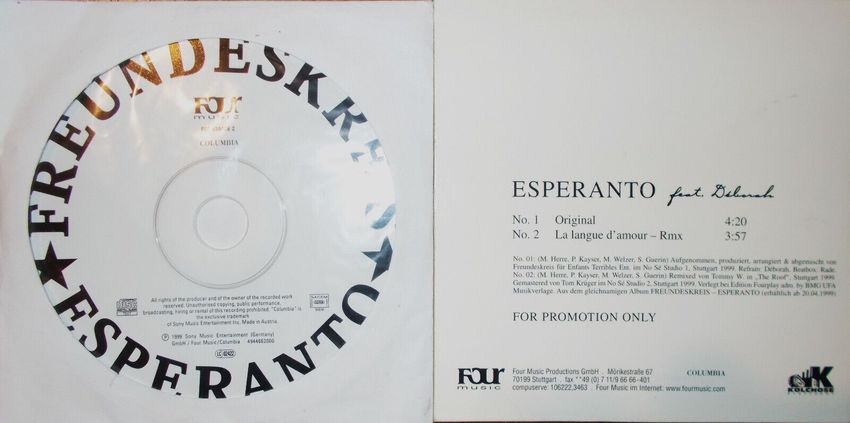 FREUNDESKREIS
ESPERANTO
Four
music
COLUMBIA
All rights of the producer and of the owner of the recorded work
reserved. Unauthorised copying, public performance,
broadcasting, hiring or rental of this recording prohibited. "Columbia" is
the exclusive trademark
of Sony Music Entertainment Inc. Made in Austria.
℗ 1999 Sony Music Entertainment (Germany)
GmbH / Four Music/Columbia
LC 02422
ESPERANTO feat. Déborah
No. 1 Original 4:20
No. 2 La langue d'amour – Rmx 3:57
No. 01: (M. Herre, P. Kayser, M. Welzer, S. Guerin) Aufgenommen, produziert, arrangiert & abgemischt von
Freundeskreis für Enfants Terribles Ent. im No Sé Studio 1, Stuttgart 1999. Refrain: Déborah, Beatbox: Rade.
No. 02: (M. Herre, P. Kayser, M. Welzer, S. Guerin) Remixed von Tommy W. in „The Roof", Stuttgart 1999.
Gemastered von Tom Krüger im No Sé Studio 2, Stuttgart 1999. Verlegt bei Edition Fourplay adm. by BMG UFA
Musikverlage. Aus dem gleichnamigen Album FREUNDESKREIS – ESPERANTO (erhältlich ab 20.04.1999)
FOR PROMOTION ONLY
Four
music
Four Music Productions GmbH . Mörikestraße 67
70199 Stuttgart . fax **49 (0) 7 11/9 66 66-401
compuserve: 106222,3463 . Four Music im Internet: www.fourmusic.com
COLUMBIA
KOLCHOSE